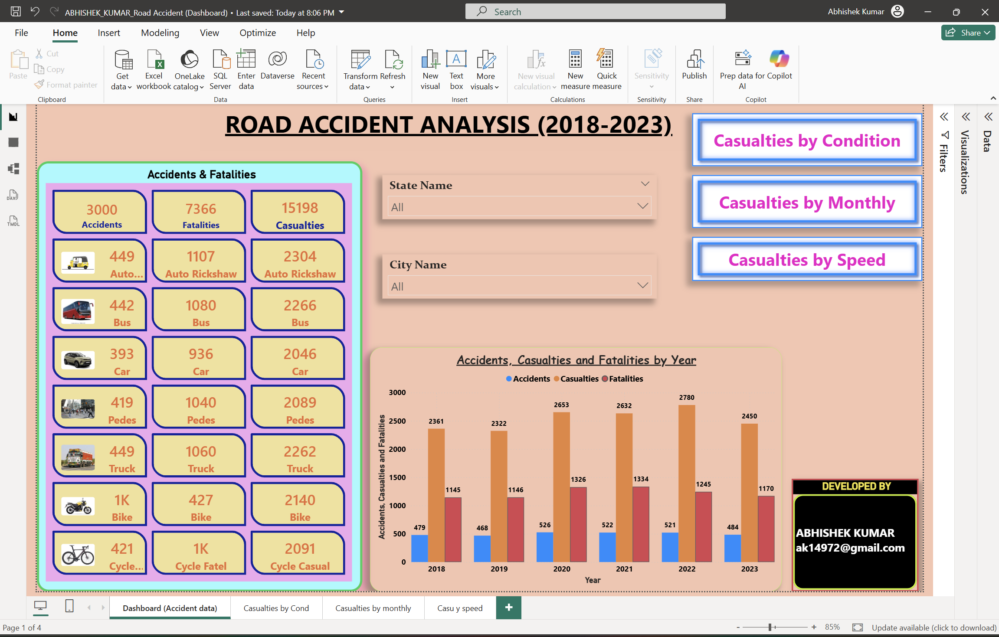 ABHISHEK_KUMAR_Road Accident (Dashboard) • Last saved: Today at 8:06 PM
Search
Abhishek Kumar
File
Home
Insert
Modeling
View
Optimize
Help
Share
Paste
Cut
Copy
Format painter
Clipboard
Get data
Excel workbook
OneLake catalog
SQL Server
Enter data
Dataverse
Recent sources
Data
Transform data
Refresh
Queries
New visual
Text box
More visuals
Insert
New visual calculation
New measure
Quick measure
Calculations
Sensitivity
Sensitivity
Publish
Share
Prep data for AI
Copilot
Copilot
DAX
TMDL
ROAD ACCIDENT ANALYSIS (2018-2023)
Casualties by Condition
Casualties by Monthly
Casualties by Speed
Filters
Visualizations
Data
Accidents & Fatalities
3000 Accidents
7366 Fatalities
15198 Casualties
449 Auto...
1107 Auto Rickshaw
2304 Auto Rickshaw
442 Bus
1080 Bus
2266 Bus
393 Car
936 Car
2046 Car
419 Pedes
1040 Pedes
2089 Pedes
449 Truck
1060 Truck
2262 Truck
1K Bike
427 Bike
2140 Bike
421 Cycle...
1K Cycle Fatel
2091 Cycle Casual
State Name
All
City Name
All
Accidents, Casualties and Fatalities by Year
Accidents Casualties Fatalities
Accidents, Casualties and Fatalities
3000
2500
2000
1500
1000
500
0
479 2361 1145
468 2322 1146
526 2653 1326
522 2632 1334
521 2780 1245
484 2450 1170
2018 2019 2020 2021 2022 2023
Year
DEVELOPED BY
ABHISHEK KUMAR
ak14972@gmail.com
Dashboard (Accident data)
Casualties by Cond
Casualties by monthly
Casu y speed
+
Page 1 of 4
- + 85%
Update available (click to download)